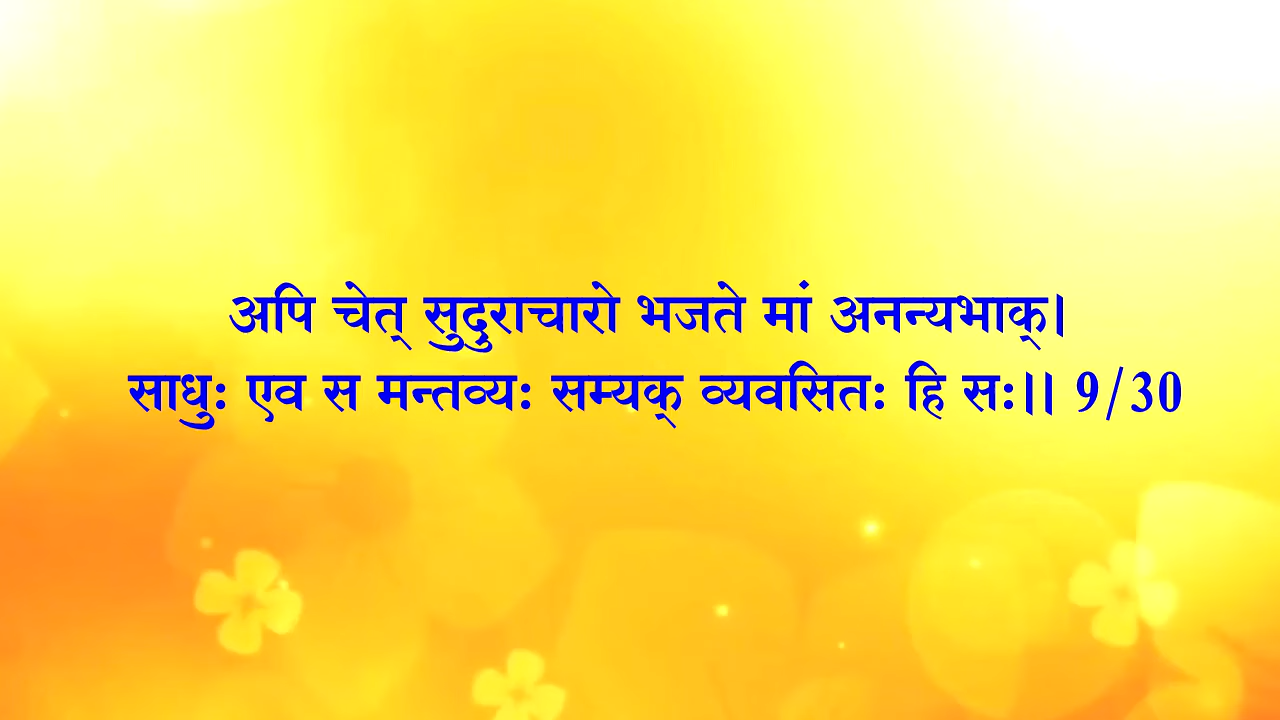 अपि चेत् सुदुराचारो भजते मां अनन्यभाक्।
साधुः एव स मन्तव्यः सम्यक् व्यवसितः हि सः।। 9/30